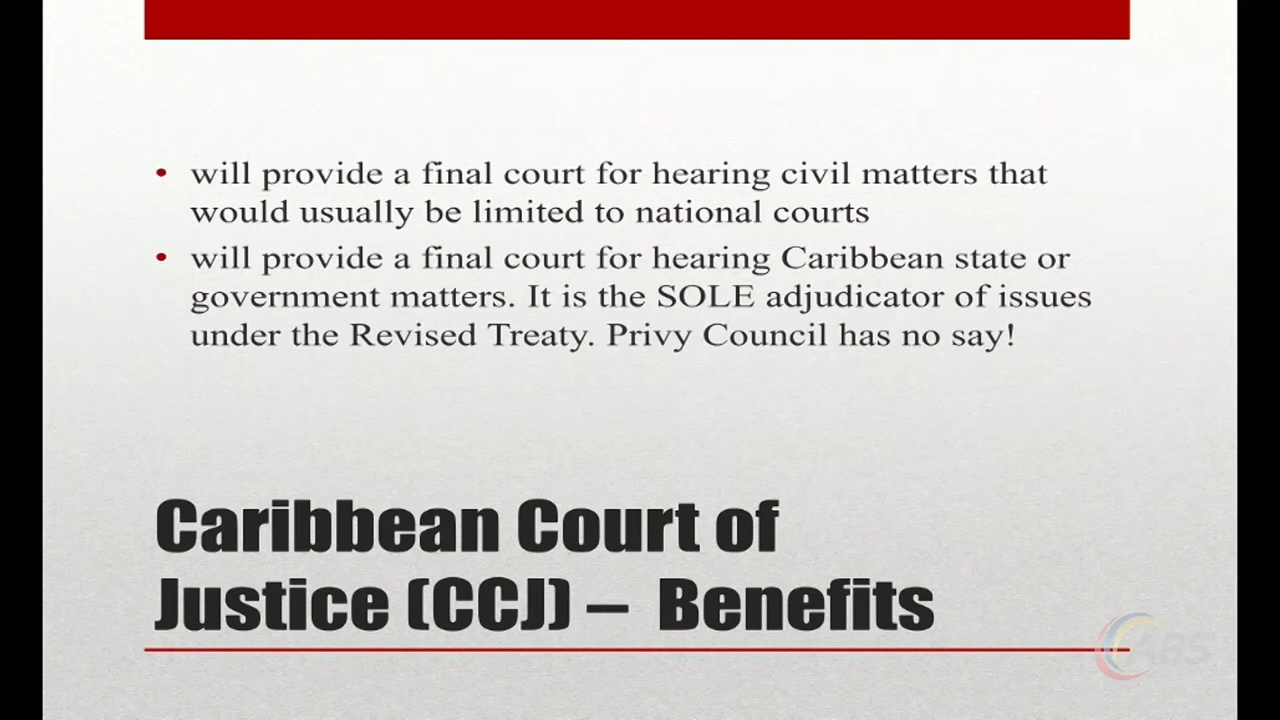 • will provide a final court for hearing civil matters that
would usually be limited to national courts
• will provide a final court for hearing Caribbean state or
government matters. It is the SOLE adjudicator of issues
under the Revised Treaty. Privy Council has no say!
Caribbean Court of
Justice (CCJ) – Benefits
ABS